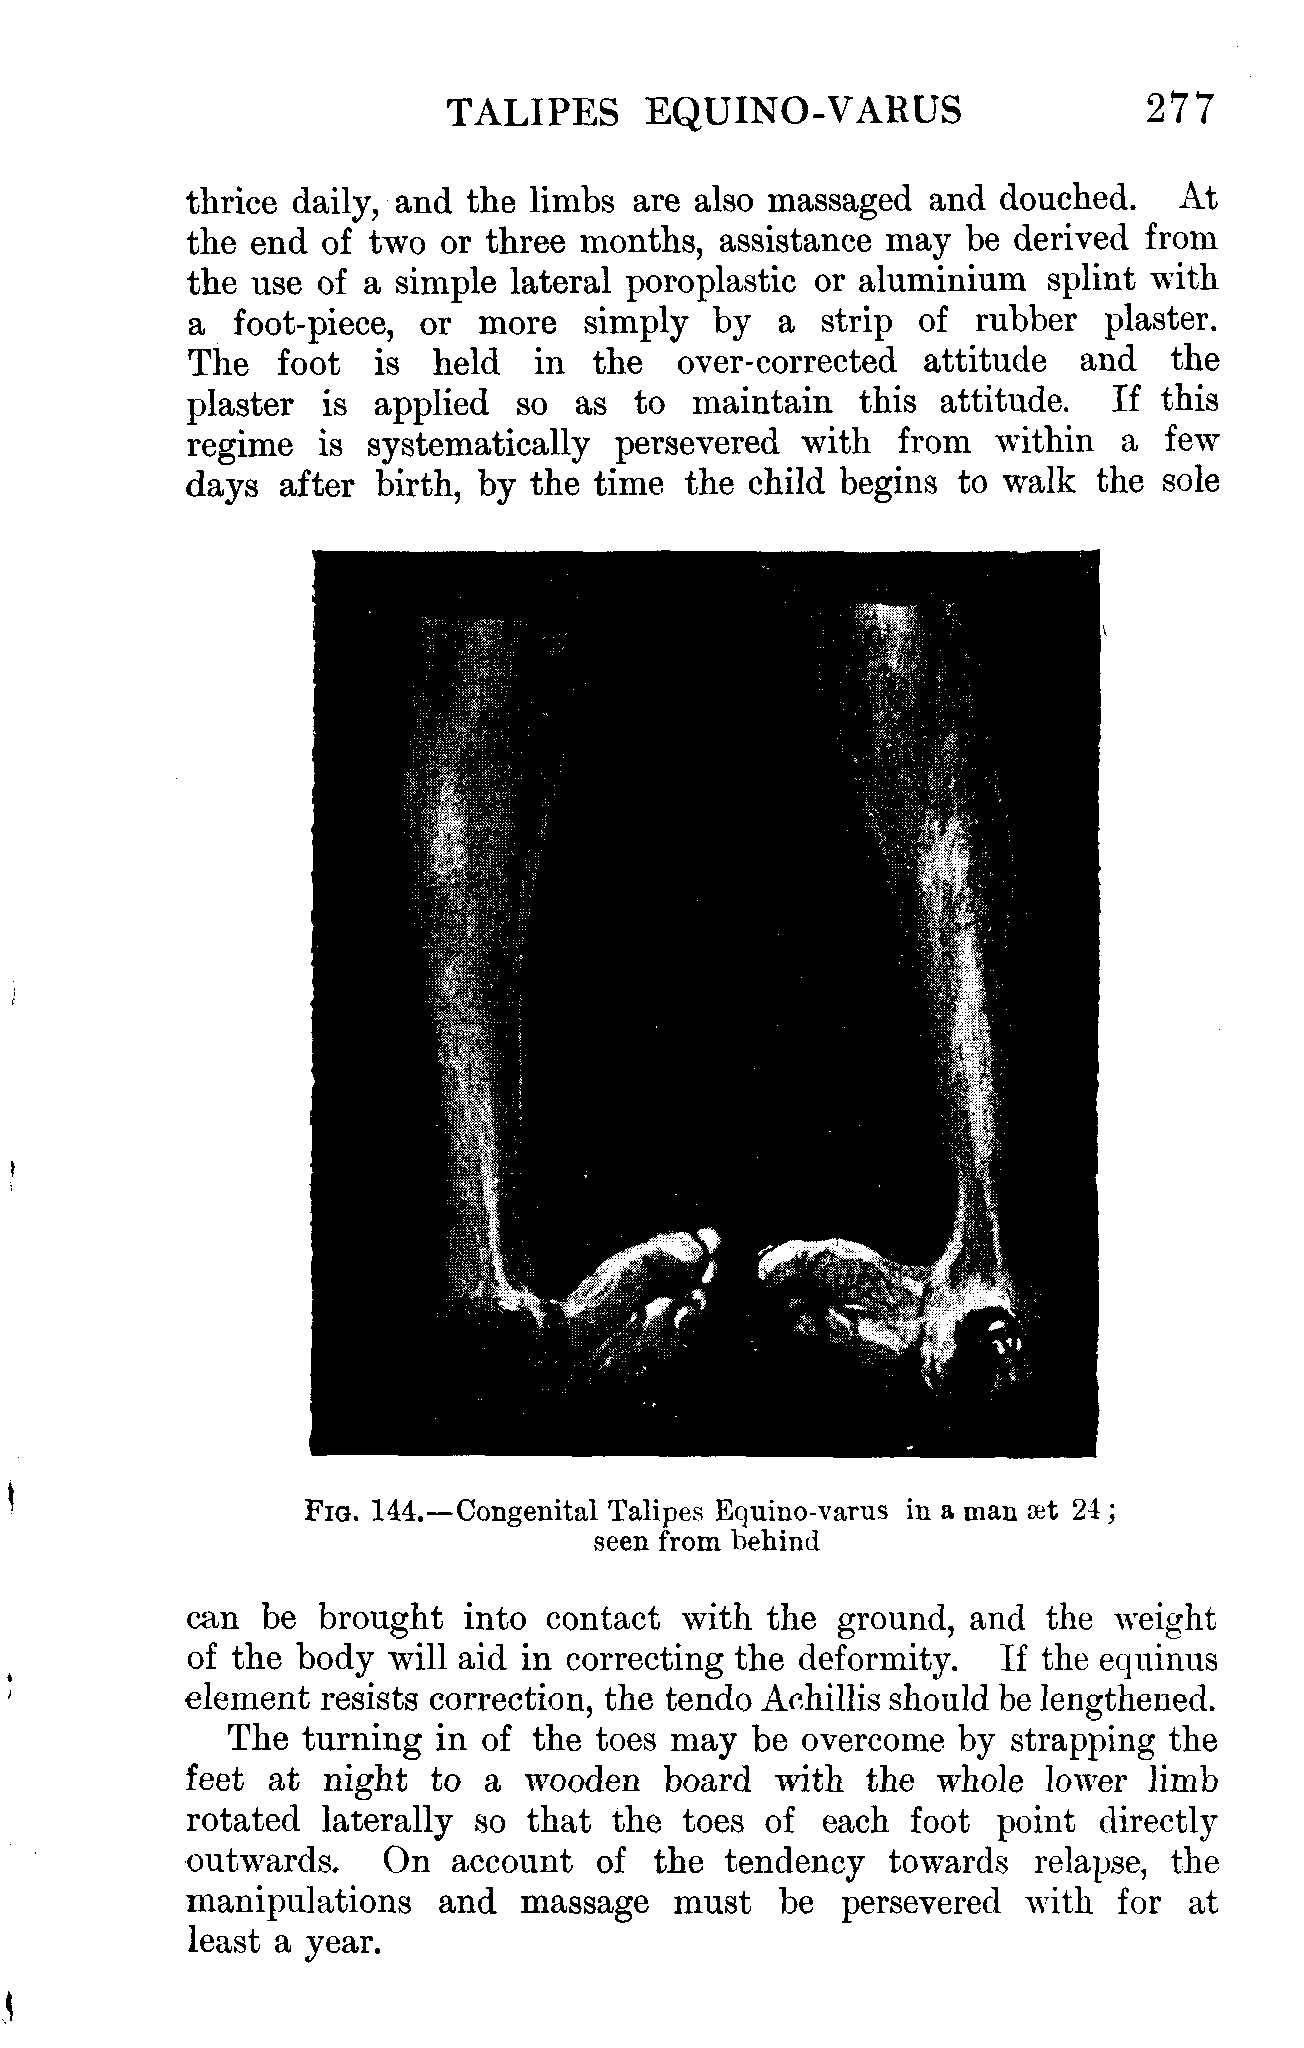 TALIPES EQUINO-VARUS 277
thrice daily, and the limbs are also massaged and douched. At
the end of two or three months, assistance may be derived from
the use of a simple lateral poroplastic or aluminium splint with
a foot-piece, or more simply by a strip of rubber plaster.
The foot is held in the over-corrected attitude and the
plaster is applied so as to maintain this attitude. If this
regime is systematically persevered with from within a few
days after birth, by the time the child begins to walk the sole
FIG. 144.—Congenital Talipes Equino-varus in a man æt 24;
seen from behind
can be brought into contact with the ground, and the weight
of the body will aid in correcting the deformity. If the equinus
element resists correction, the tendo Achillis should be lengthened.
The turning in of the toes may be overcome by strapping the
feet at night to a wooden board with the whole lower limb
rotated laterally so that the toes of each foot point directly
outwards. On account of the tendency towards relapse, the
manipulations and massage must be persevered with for at
least a year.